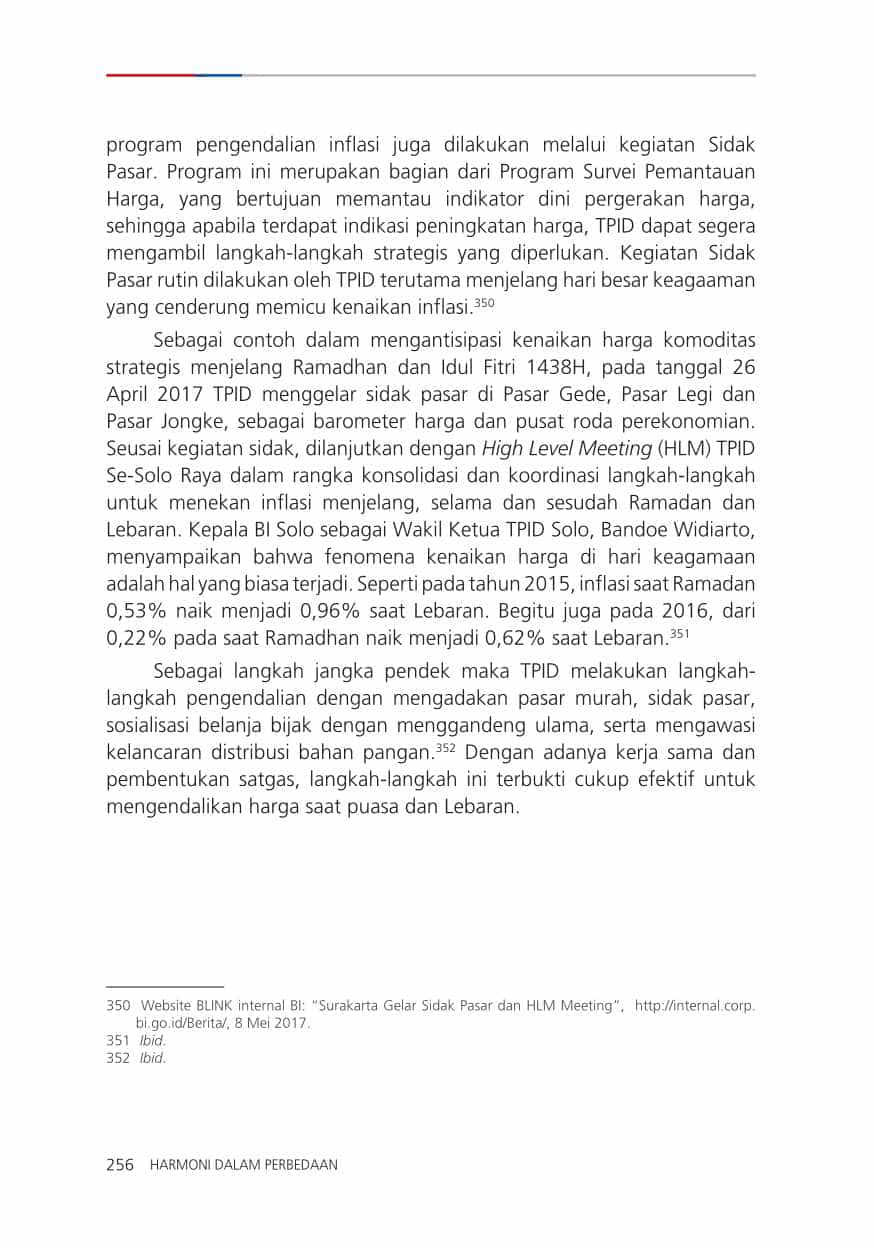 program pengendalian inflasi juga dilakukan melalui kegiatan Sidak
Pasar. Program ini merupakan bagian dari Program Survei Pemantauan
Harga, yang bertujuan memantau indikator dini pergerakan harga,
sehingga apabila terdapat indikasi peningkatan harga, TPID dapat segera
mengambil langkah-langkah strategis yang diperlukan. Kegiatan Sidak
Pasar rutin dilakukan oleh TPID terutama menjelang hari besar keagaaman
yang cenderung memicu kenaikan inflasi.350
Sebagai contoh dalam mengantisipasi kenaikan harga komoditas
strategis menjelang Ramadhan dan Idul Fitri 1438H, pada tanggal 26
April 2017 TPID menggelar sidak pasar di Pasar Gede, Pasar Legi dan
Pasar Jongke, sebagai barometer harga dan pusat roda perekonomian.
Seusai kegiatan sidak, dilanjutkan dengan High Level Meeting (HLM) TPID
Se-Solo Raya dalam rangka konsolidasi dan koordinasi langkah-langkah
untuk menekan inflasi menjelang, selama dan sesudah Ramadan dan
Lebaran. Kepala BI Solo sebagai Wakil Ketua TPID Solo, Bandoe Widiarto,
menyampaikan bahwa fenomena kenaikan harga di hari keagamaan
adalah hal yang biasa terjadi. Seperti pada tahun 2015, inflasi saat Ramadan
0,53% naik menjadi 0,96% saat Lebaran. Begitu juga pada 2016, dari
0,22% pada saat Ramadhan naik menjadi 0,62% saat Lebaran.351
Sebagai langkah jangka pendek maka TPID melakukan langkah-
langkah pengendalian dengan mengadakan pasar murah, sidak pasar,
sosialisasi belanja bijak dengan menggandeng ulama, serta mengawasi
kelancaran distribusi bahan pangan.352 Dengan adanya kerja sama dan
pembentukan satgas, langkah-langkah ini terbukti cukup efektif untuk
mengendalikan harga saat puasa dan Lebaran.
350 Website BLINK internal BI: “Surakarta Gelar Sidak Pasar dan HLM Meeting”, http://internal.corp.
bi.go.id/Berita/, 8 Mei 2017.
351 Ibid.
352 Ibid.
256 HARMONI DALAM PERBEDAAN